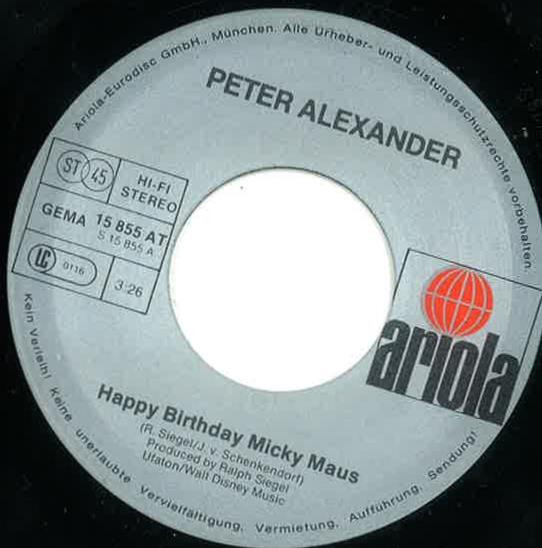 Ariola-Eurodisc GmbH., München. Alle Urheber- und Leistungsschutzrechte vorbehalten.
PETER ALEXANDER
ST 45
HI-FI
STEREO
GEMA
15 855 AT
S 15 855 A
LC 0116
3:26
ariola
Happy Birthday Micky Maus
(R. Siegel/J. v. Schenkendorf)
Produced by Ralph Siegel
Ufaton/Walt Disney Music
Kein Verleih! Keine unerlaubte Vervielfältigung, Vermietung, Aufführung, Sendung!